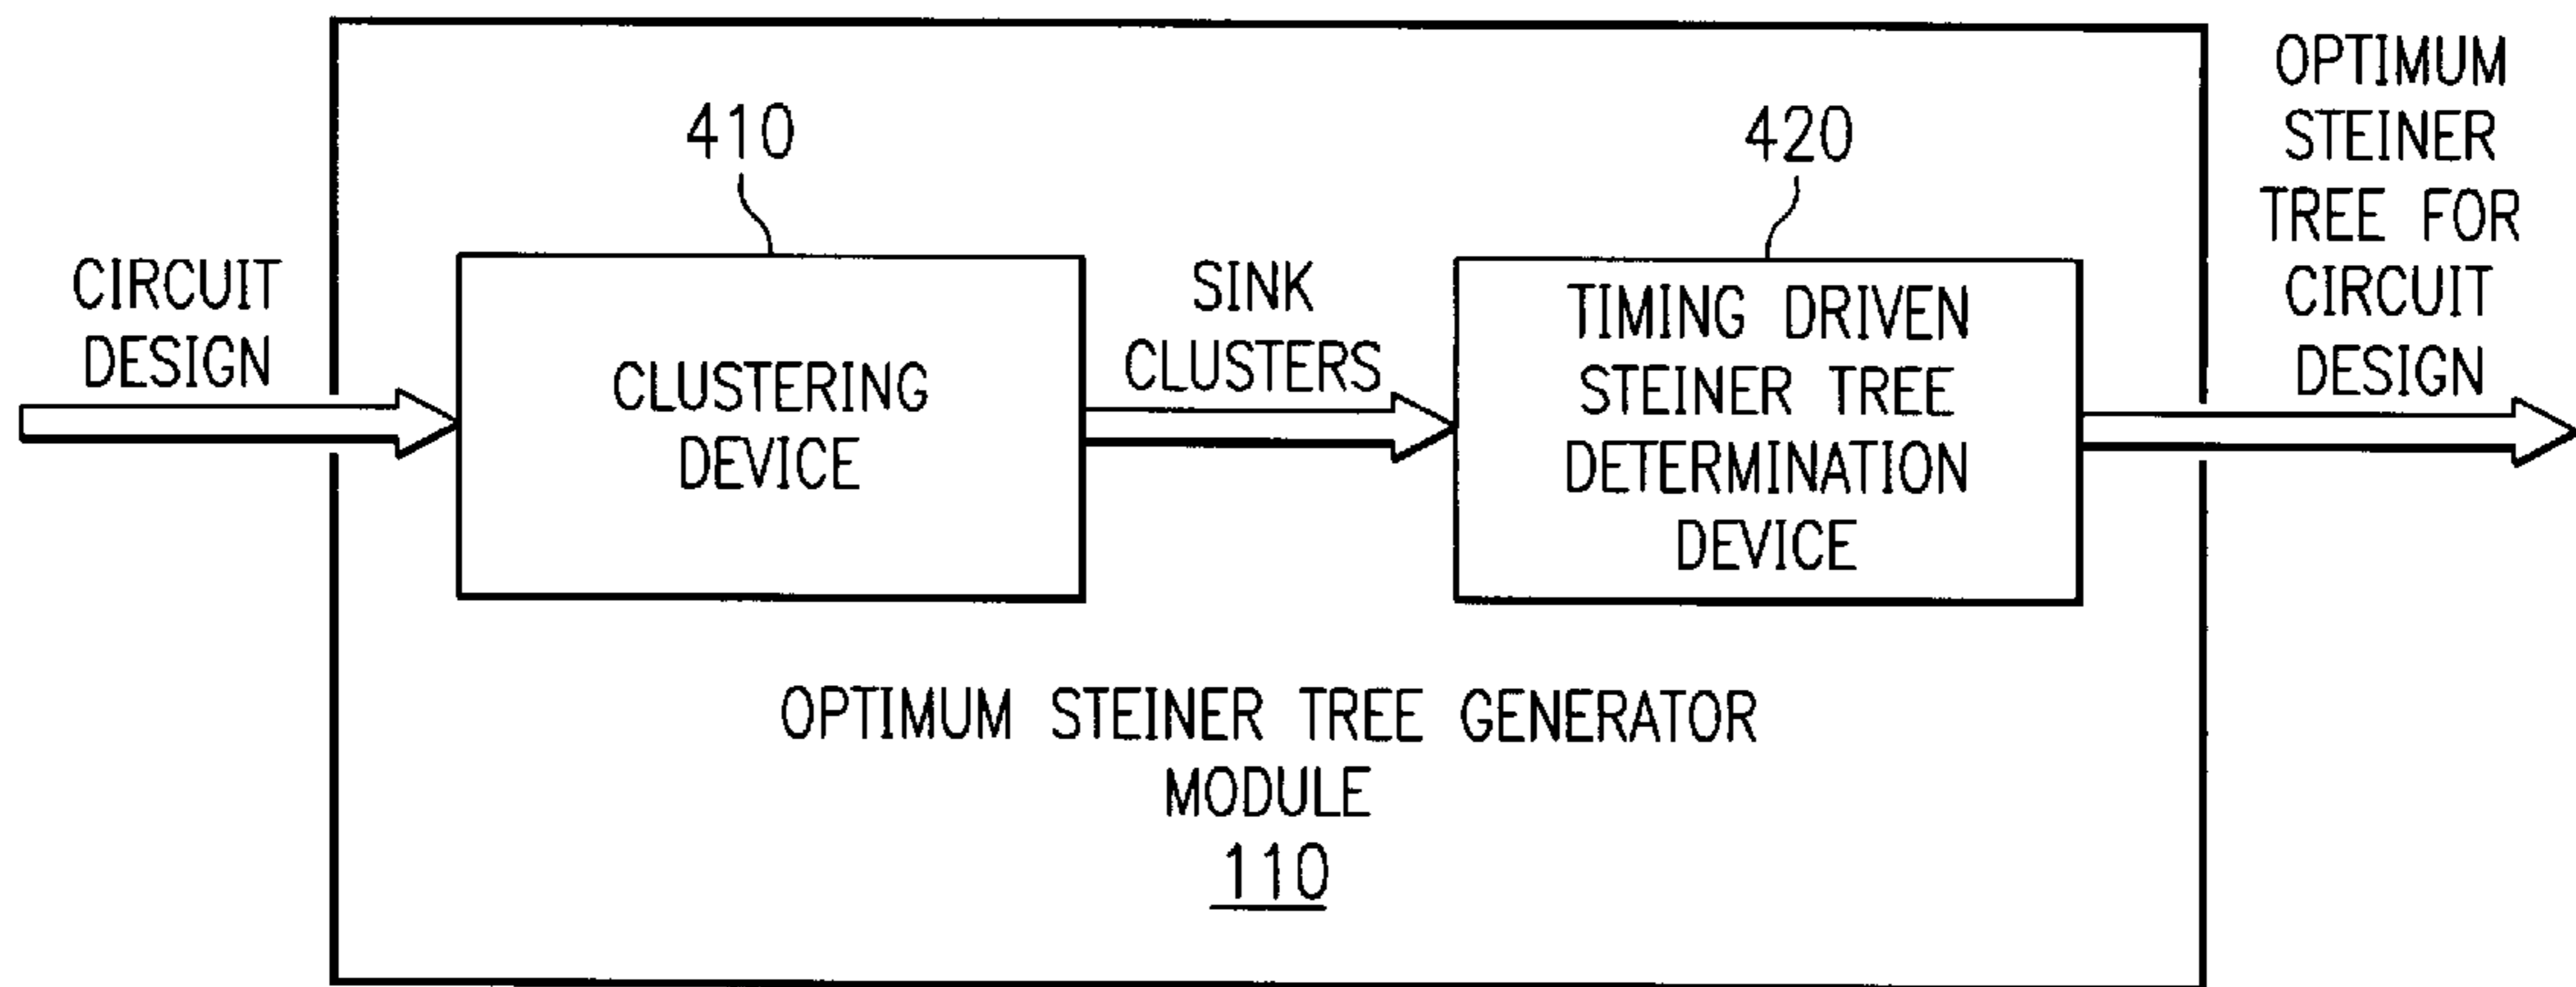 CIRCUIT
DESIGN
410
CLUSTERING
DEVICE
SINK
CLUSTERS
420
TIMING DRIVEN
STEINER TREE
DETERMINATION
DEVICE
OPTIMUM
STEINER
TREE FOR
CIRCUIT
DESIGN
OPTIMUM STEINER TREE GENERATOR
MODULE
110